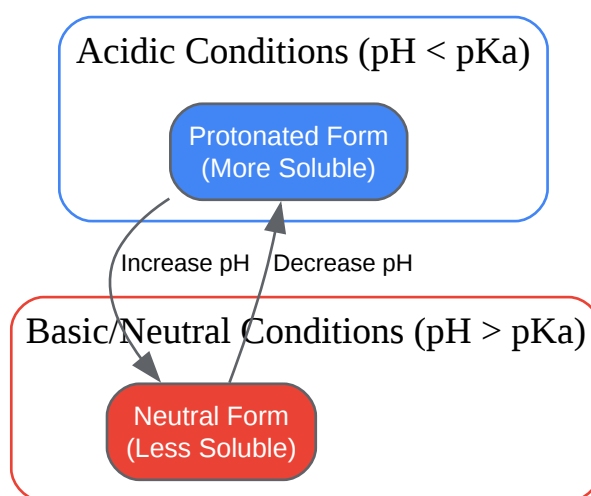 Acidic Conditions (pH < pKa)
Protonated Form
(More Soluble)
Increase pH
Decrease pH
Basic/Neutral Conditions (pH > pKa)
Neutral Form
(Less Soluble)